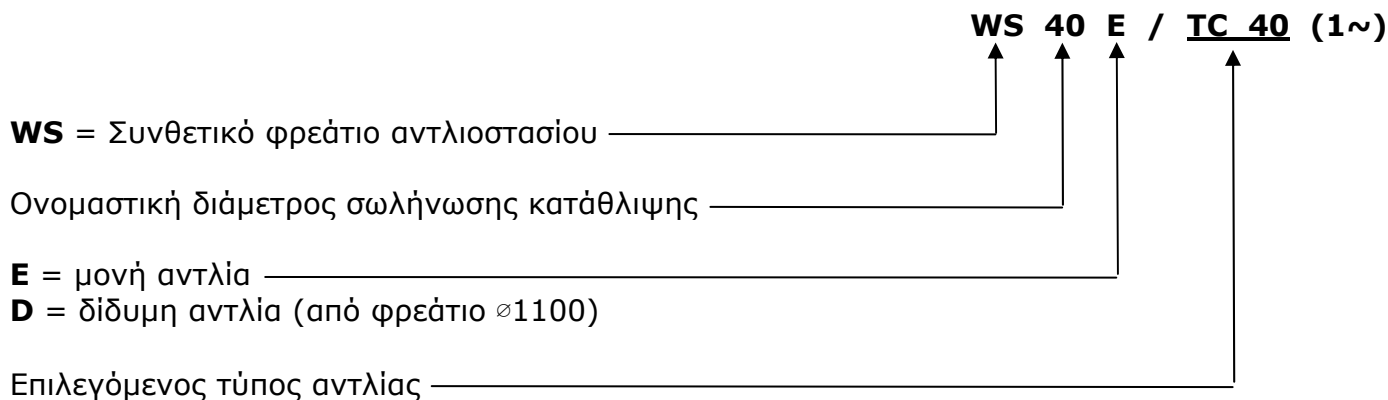 WS 40 E / TC 40 (1~)
WS = Συνθετικό φρεάτιο αντλιοστασίου
Ονομαστική διάμετρος σωλήνωσης κατάθλιψης
E = μονή αντλία
D = δίδυμη αντλία (από φρεάτιο ∅1100)
Επιλεγόμενος τύπος αντλίας